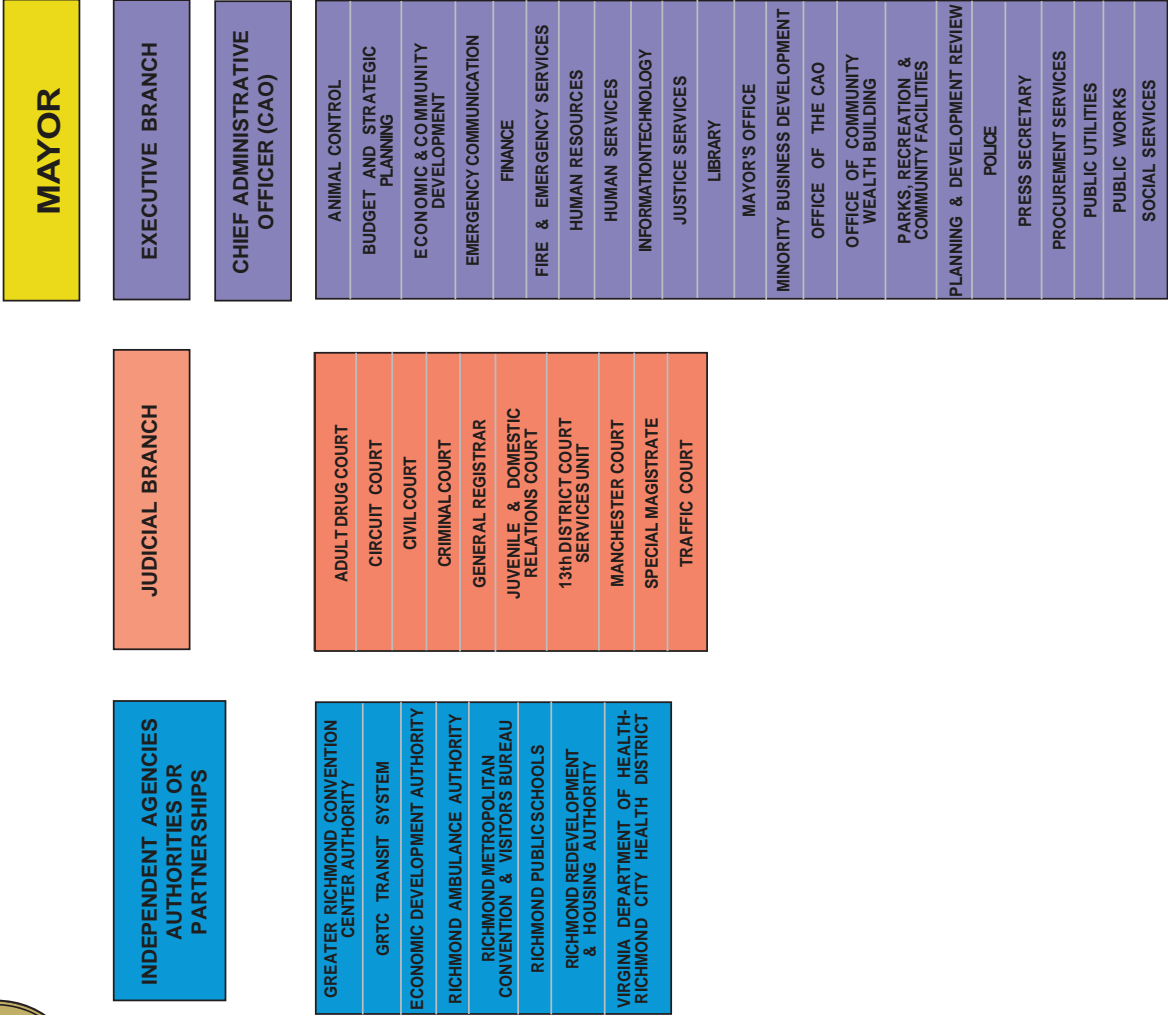 MAYOR
EXECUTIVE BRANCH
CHIEF ADMINISTRATIVE
OFFICER (CAO)
ANIMAL CONTROL
BUDGET AND STRATEGIC
PLANNING
ECONOMIC & COMMUNITY
DEVELOPMENT
EMERGENCY COMMUNICATION
FINANCE
FIRE & EMERGENCY SERVICES
HUMAN RESOURCES
HUMAN SERVICES
INFORMATIONTECHNOLOGY
JUSTICE SERVICES
LIBRARY
MAYOR'S OFFICE
MINORITY BUSINESS DEVELOPMENT
OFFICE OF THE CAO
OFFICE OF COMMUNITY
WEALTH BUILDING
PARKS, RECREATION &
COMMUNITY FACILITIES
PLANNING & DEVELOPMENT REVIEW
POLICE
PRESS SECRETARY
PROCUREMENT SERVICES
PUBLIC UTILITIES
PUBLIC WORKS
SOCIAL SERVICES
JUDICIAL BRANCH
ADULT DRUG COURT
CIRCUIT COURT
CIVIL COURT
CRIMINAL COURT
GENERAL REGISTRAR
JUVENILE & DOMESTIC
RELATIONS COURT
13th DISTRICT COURT
SERVICES UNIT
MANCHESTER COURT
SPECIAL MAGISTRATE
TRAFFIC COURT
INDEPENDENT AGENCIES
AUTHORITIES OR
PARTNERSHIPS
GREATER RICHMOND CONVENTION
CENTER AUTHORITY
GRTC TRANSIT SYSTEM
ECONOMIC DEVELOPMENT AUTHORITY
RICHMOND AMBULANCE AUTHORITY
RICHMOND METROPOLITAN
CONVENTION & VISITORS BUREAU
RICHMOND PUBLIC SCHOOLS
RICHMOND REDEVELOPMENT
& HOUSING AUTHORITY
VIRGINIA DEPARTMENT OF HEALTH-
RICHMOND CITY HEALTH DISTRICT